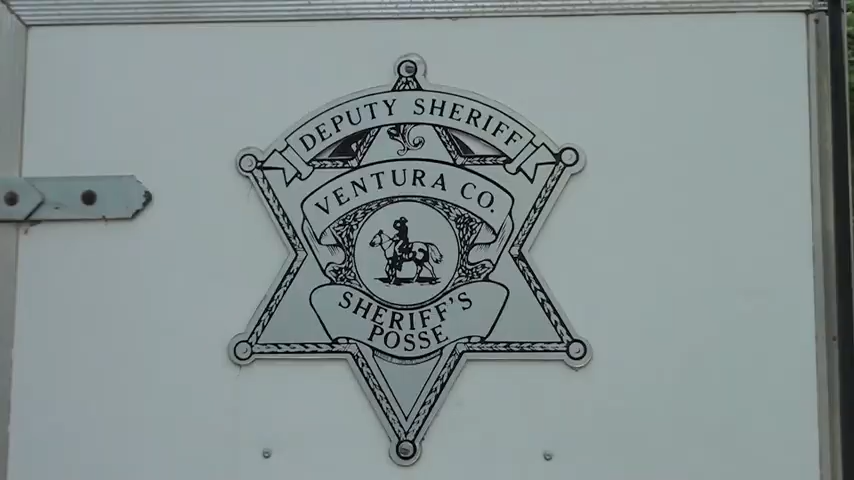 DEPUTY SHERIFF
VENTURA CO.
SHERIFF'S
POSSE